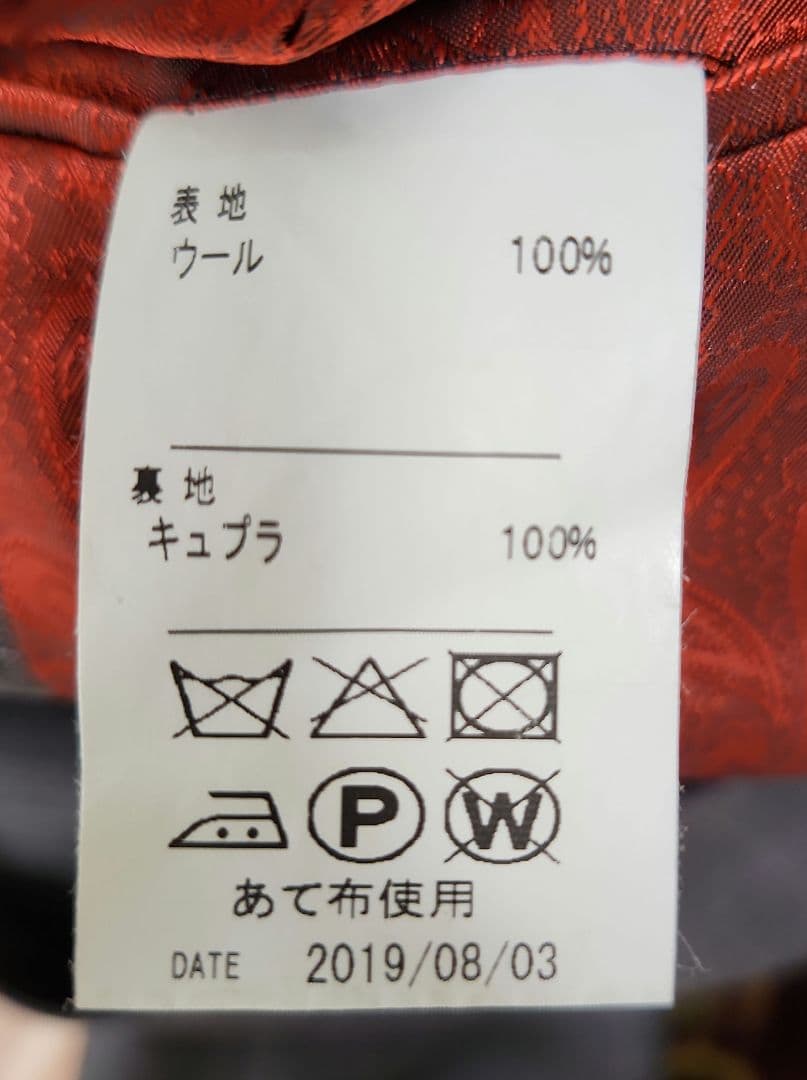 表地
ウール 100%
裏地
キュプラ 100%
P W
あて布使用
DATE 2019/08/03